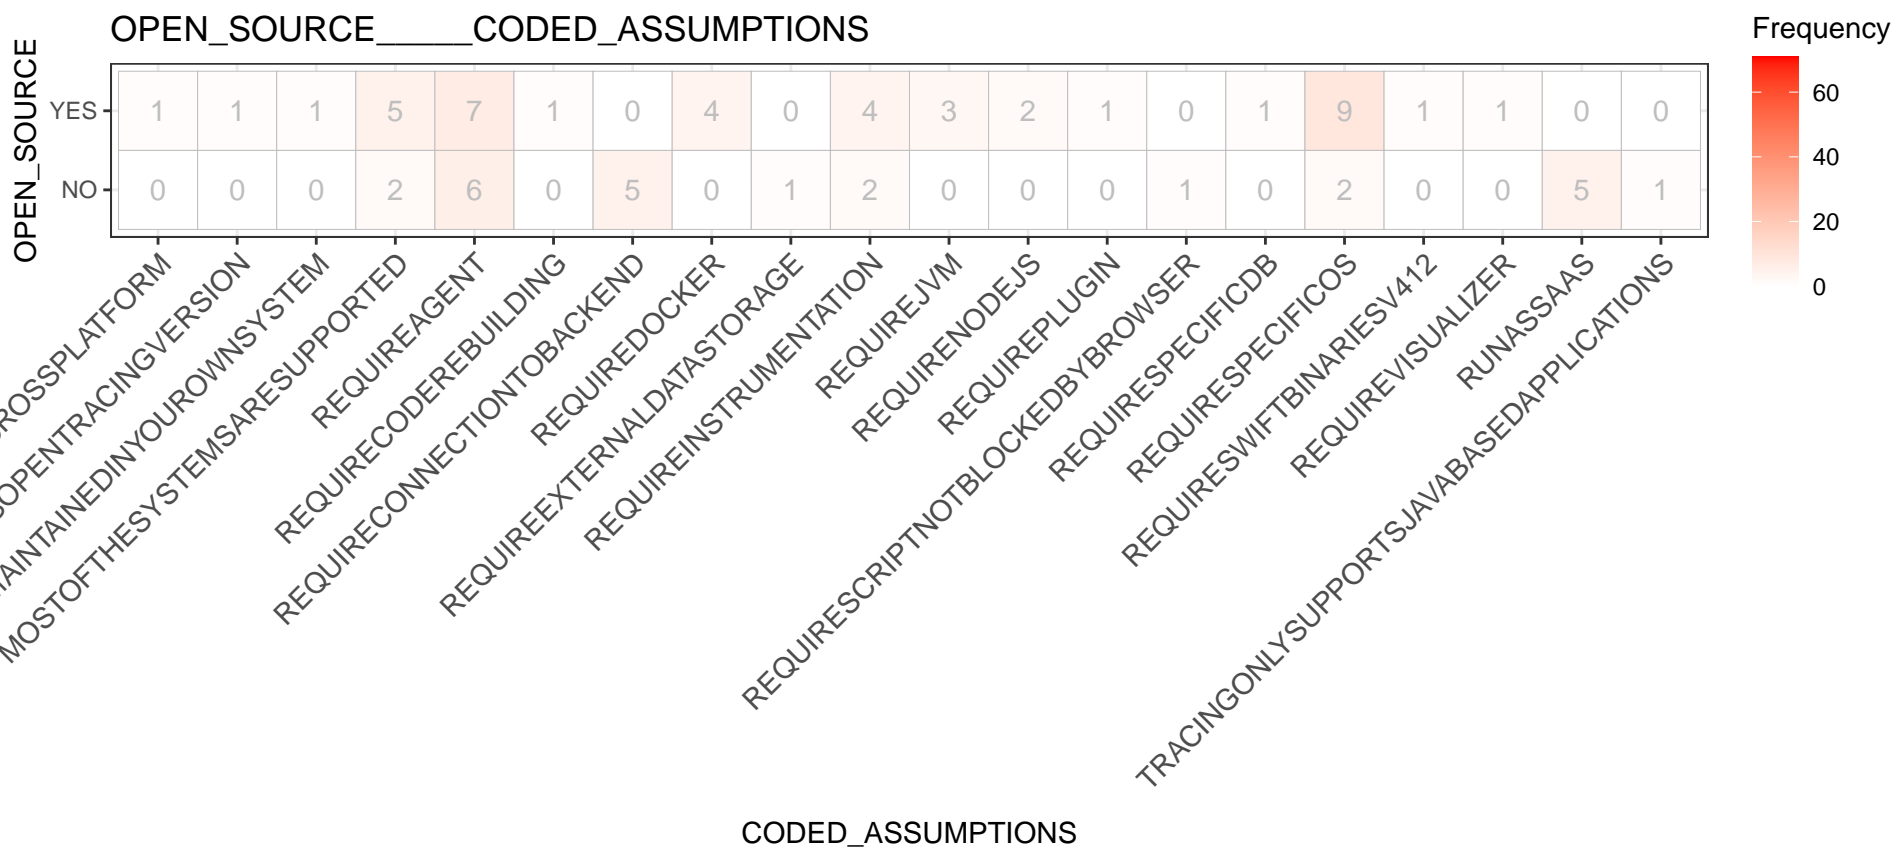 OPEN_SOURCE_____CODED_ASSUMPTIONS
Frequency
OPEN_SOURCE
YES 1 1 1 5 7 1 0 4 0 4 3 2 1 0 1 9 1 1 0 0
NO 0 0 0 2 6 0 5 0 1 2 0 0 0 1 0 2 0 0 5 1
60
40
20
0
ROSSPLATFORM
OPENTRACINGVERSION
AINTAINEDINYOUROWNSYSTEM
MOSTOFTHESYSTEMSARESUPPORTED
REQUIREAGENT
REQUIRECODEREBUILDING
REQUIRECONNECTIONTOBACKEND
REQUIREDOCKER
REQUIREEXTERNALDATASTORAGE
REQUIREINSTRUMENTATION
REQUIREJVM
REQUIRENODEJS
REQUIREPLUGIN
REQUIRESCRIPTNOTBLOCKEDBYBROWSER
REQUIRESPECIFICDB
REQUIRESPECIFICOS
REQUIRESWIFTBINARIESV412
REQUIREVISUALIZER
RUNASSAAS
TRACINGONLYSUPPORTSJAVABASEDAPPLICATIONS
CODED_ASSUMPTIONS